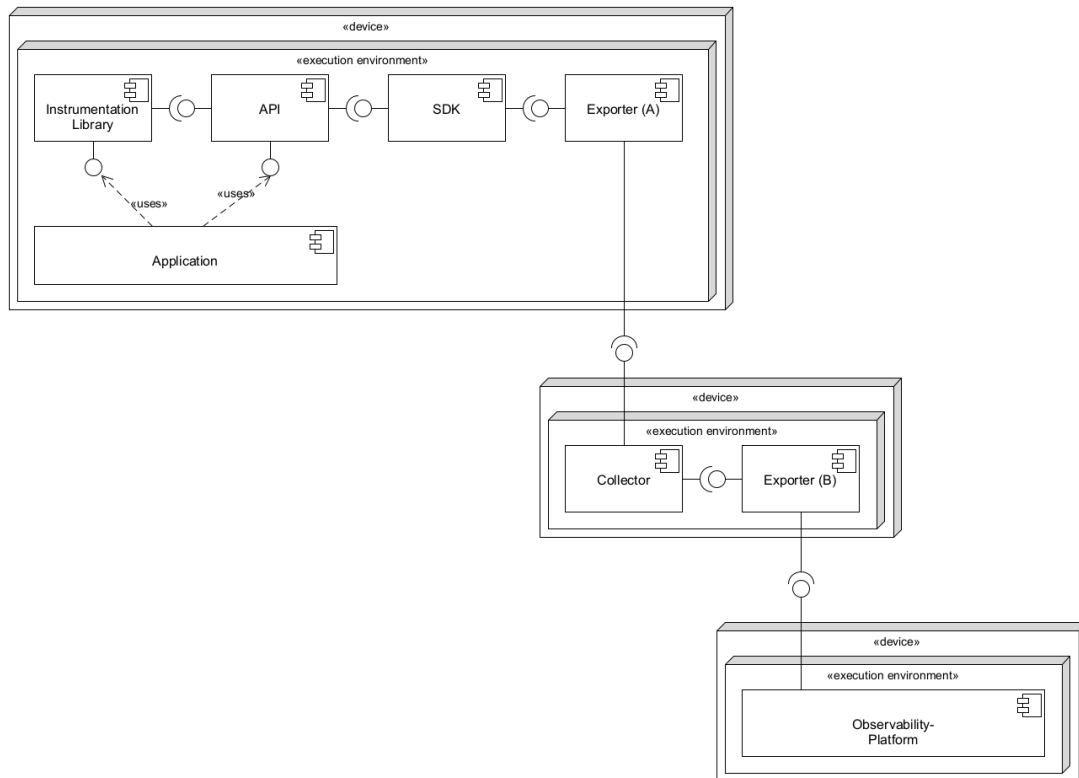 «device»
«execution environment»
Instrumentation
Library
API
SDK
Exporter (A)
«uses»
«uses»
Application
«device»
«execution environment»
Collector
Exporter (B)
«device»
«execution environment»
Observability-
Platform